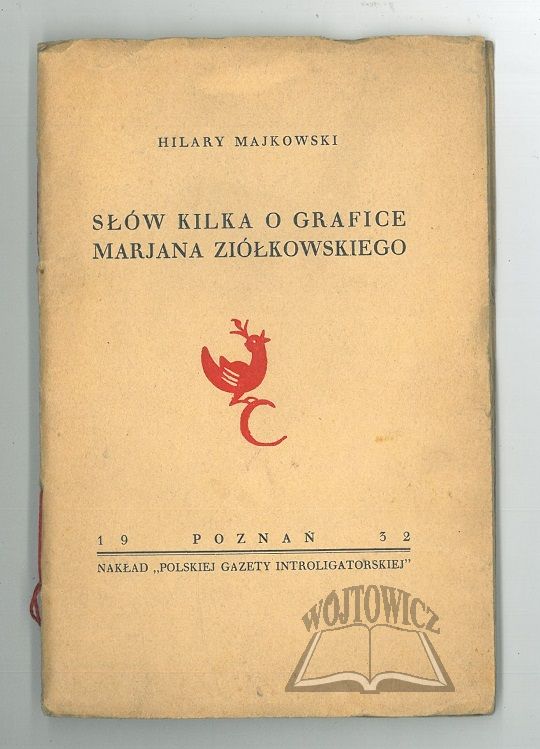 HILARY MAJKOWSKI
SŁÓW KILKA O GRAFICE
MARJANA ZIÓŁKOWSKIEGO
19 POZNAŃ 32
NAKŁAD „POLSKIEJ GAZETY INTROLIGATORSKIEJ"
WÓJTOWICZ